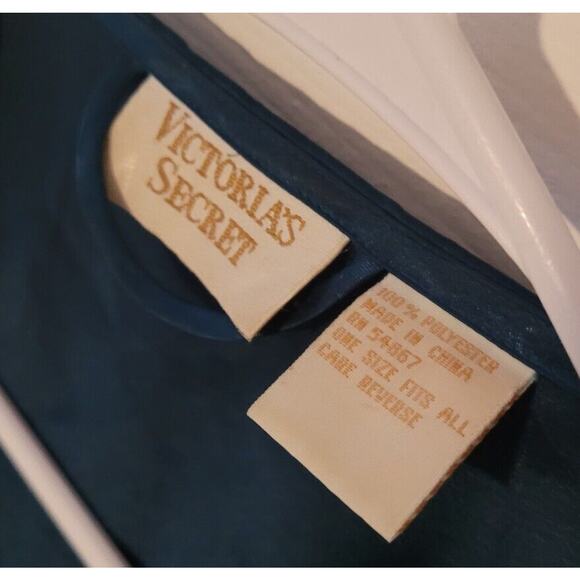 VICTORIA'S
SECRET
100% POLYESTER
MADE IN CHINA
RN 54867
ONE SIZE FITS ALL
CARE REVERSE